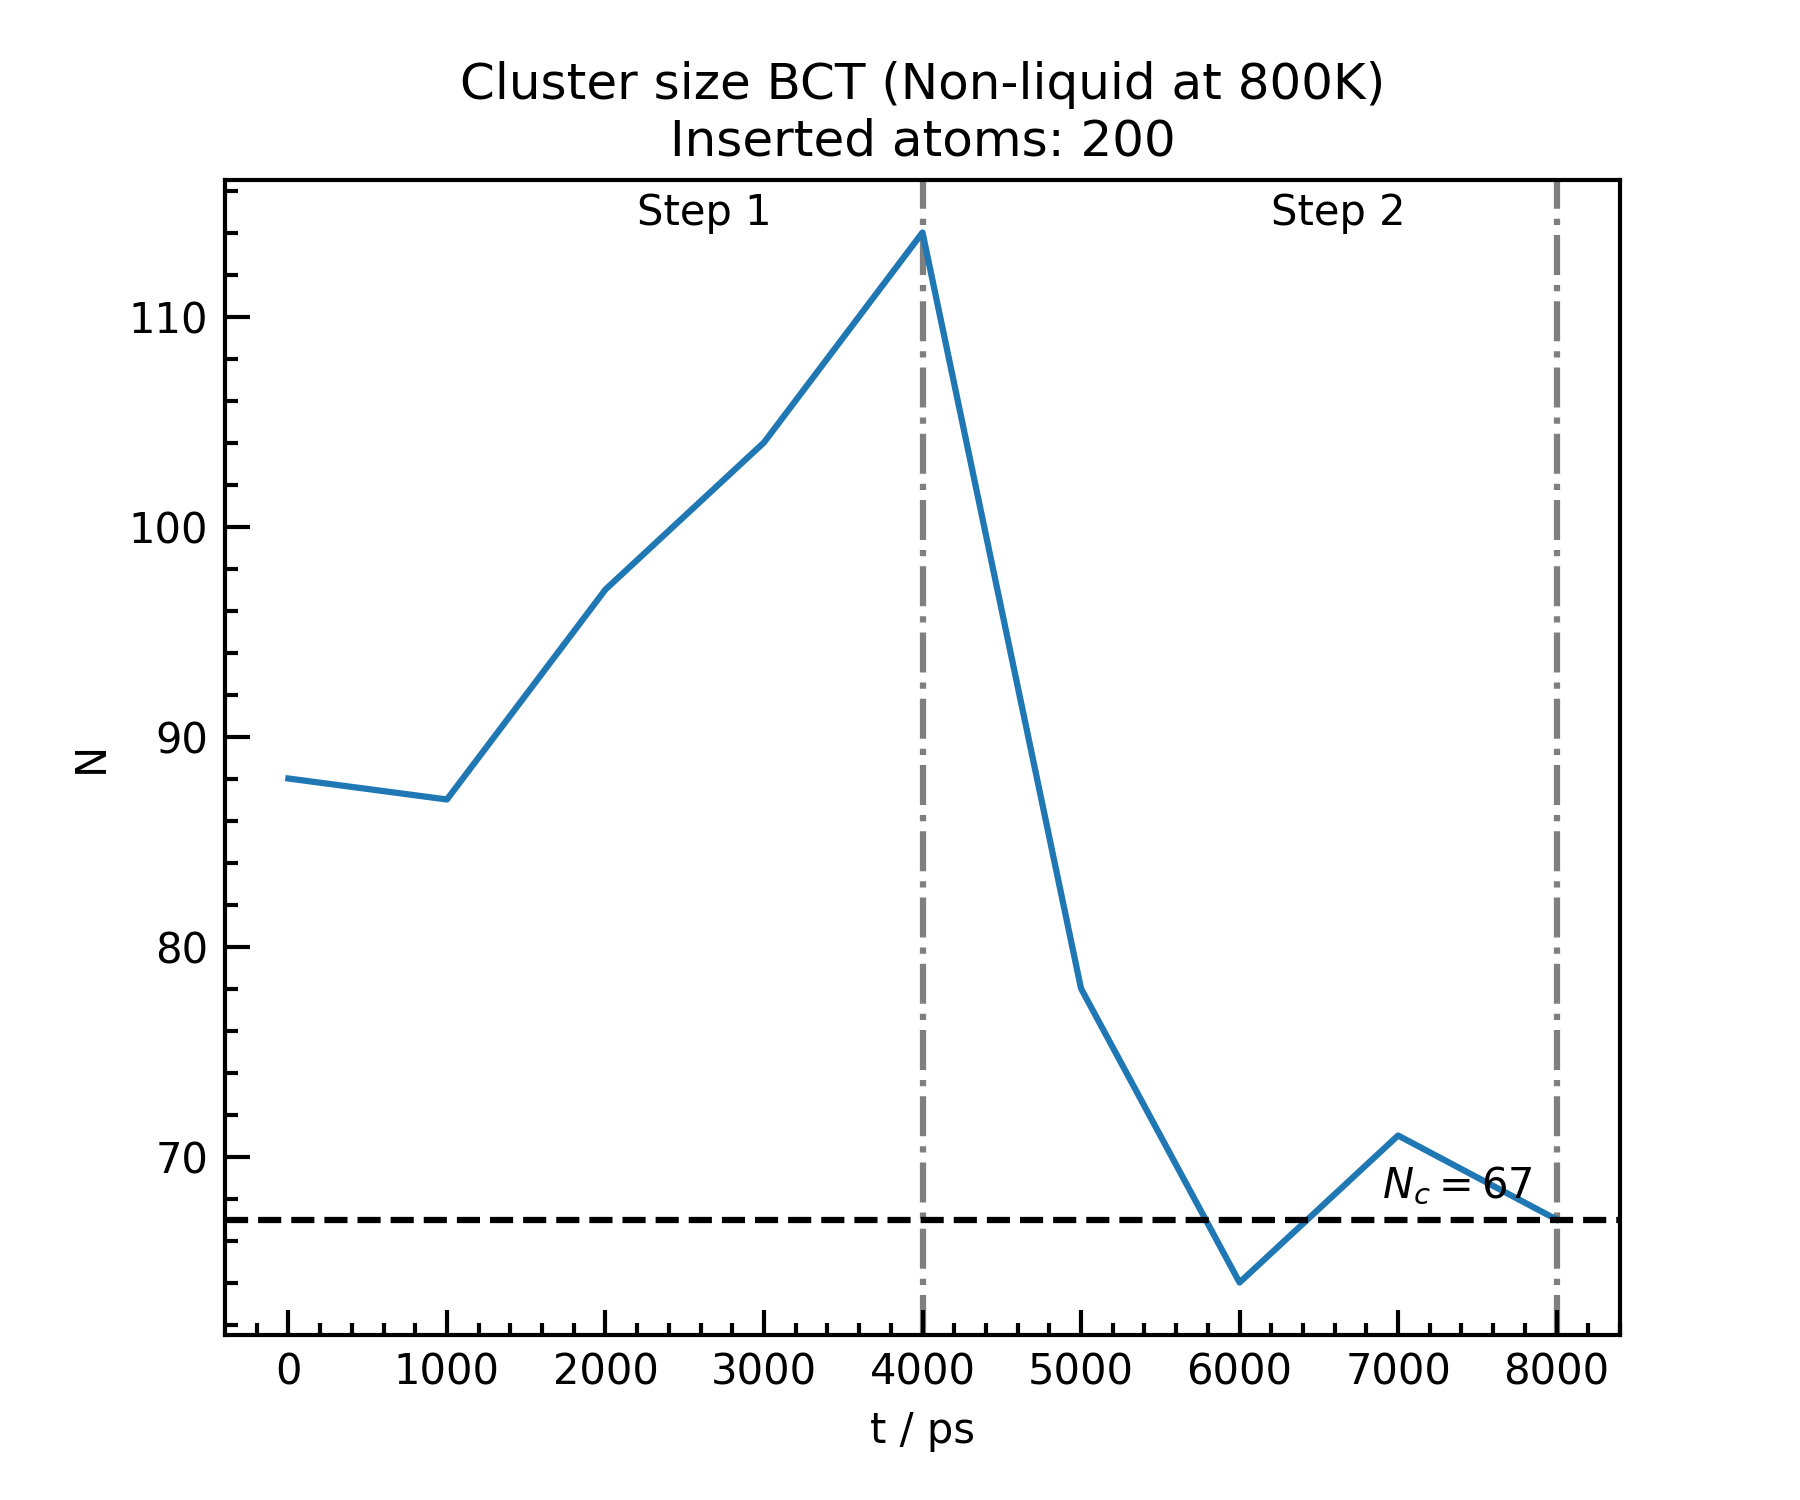 Cluster size BCT (Non-liquid at 800K)
Inserted atoms: 200
Step 1
Step 2
110
100
90
80
70
N
N_c = 67
0 1000 2000 3000 4000 5000 6000 7000 8000
t / ps